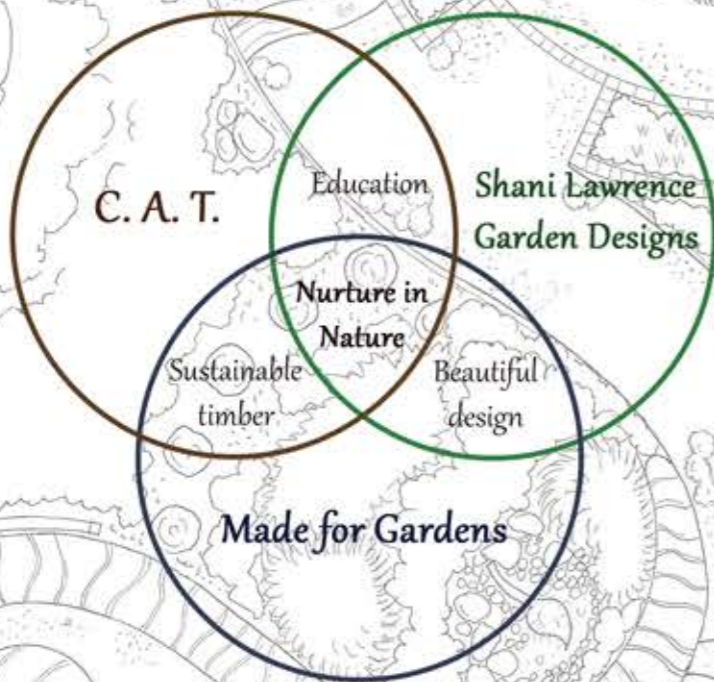 Education
C. A. T.
Shani Lawrence
Garden Designs
Nurture in
Nature
Sustainable
timber
Beautiful
design
Made for Gardens